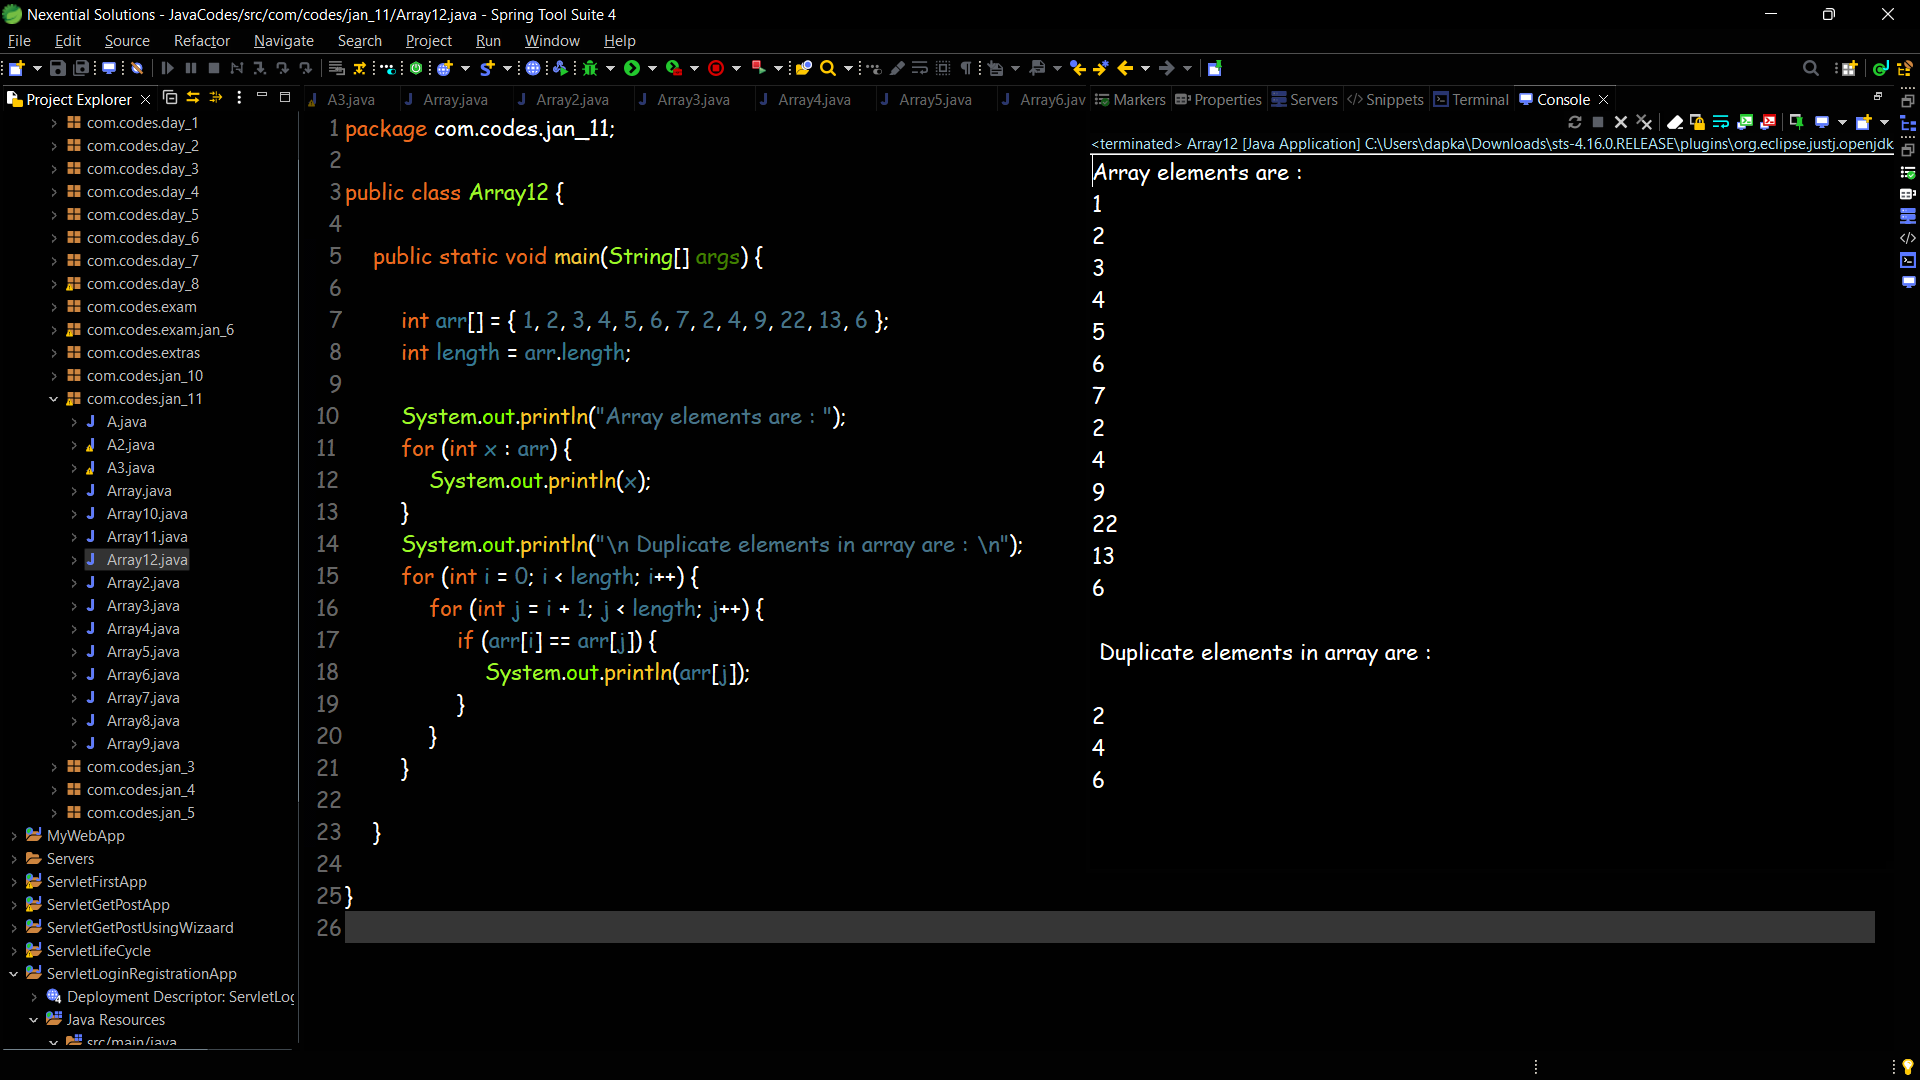 Nexential Solutions - JavaCodes/src/com/codes/jan_11/Array12.java - Spring Tool Suite 4
File Edit Source Refactor Navigate Search Project Run Window Help
Project Explorer
com.codes.day_1
com.codes.day_2
com.codes.day_3
com.codes.day_4
com.codes.day_5
com.codes.day_6
com.codes.day_7
com.codes.day_8
com.codes.exam
com.codes.exam.jan_6
com.codes.extras
com.codes.jan_10
com.codes.jan_11
A.java
A2.java
A3.java
Array.java
Array10.java
Array11.java
Array12.java
Array2.java
Array3.java
Array4.java
Array5.java
Array6.java
Array7.java
Array8.java
Array9.java
com.codes.jan_3
com.codes.jan_4
com.codes.jan_5
MyWebApp
Servers
ServletFirstApp
ServletGetPostApp
ServletGetPostUsingWizaard
ServletLifeCycle
ServletLoginRegistrationApp
Deployment Descriptor: ServletLog
Java Resources
src/main/java
A3.java Array.java Array2.java Array3.java Array4.java Array5.java Array6.jav
1 package com.codes.jan_11;
2
3 public class Array12 {
4
5 public static void main(String[] args) {
6
7 int arr[] = { 1, 2, 3, 4, 5, 6, 7, 2, 4, 9, 22, 13, 6 };
8 int length = arr.length;
9
10 System.out.println("Array elements are : ");
11 for (int x : arr) {
12 System.out.println(x);
13 }
14 System.out.println("\n Duplicate elements in array are : \n");
15 for (int i = 0; i < length; i++) {
16 for (int j = i + 1; j < length; j++) {
17 if (arr[i] == arr[j]) {
18 System.out.println(arr[j]);
19 }
20 }
21 }
22
23 }
24
25 }
26
Markers Properties Servers Snippets Terminal Console
<terminated> Array12 [Java Application] C:\Users\dapka\Downloads\sts-4.16.0.RELEASE\plugins\org.eclipse.justj.openjdk
Array elements are :
1
2
3
4
5
6
7
2
4
9
22
13
6
Duplicate elements in array are :
2
4
6